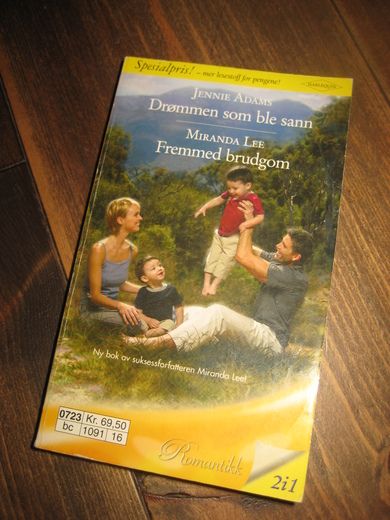 Spesialpris! – mer lesestoff for pengene!
HARLEQUIN
JENNIE ADAMS
Drømmen som ble sann
MIRANDA LEE
Fremmed brudgom
Ny bok av suksessforfatteren Miranda Lee!
0723 Kr. 69,50
bc 1091 16
Romantikk
2i1